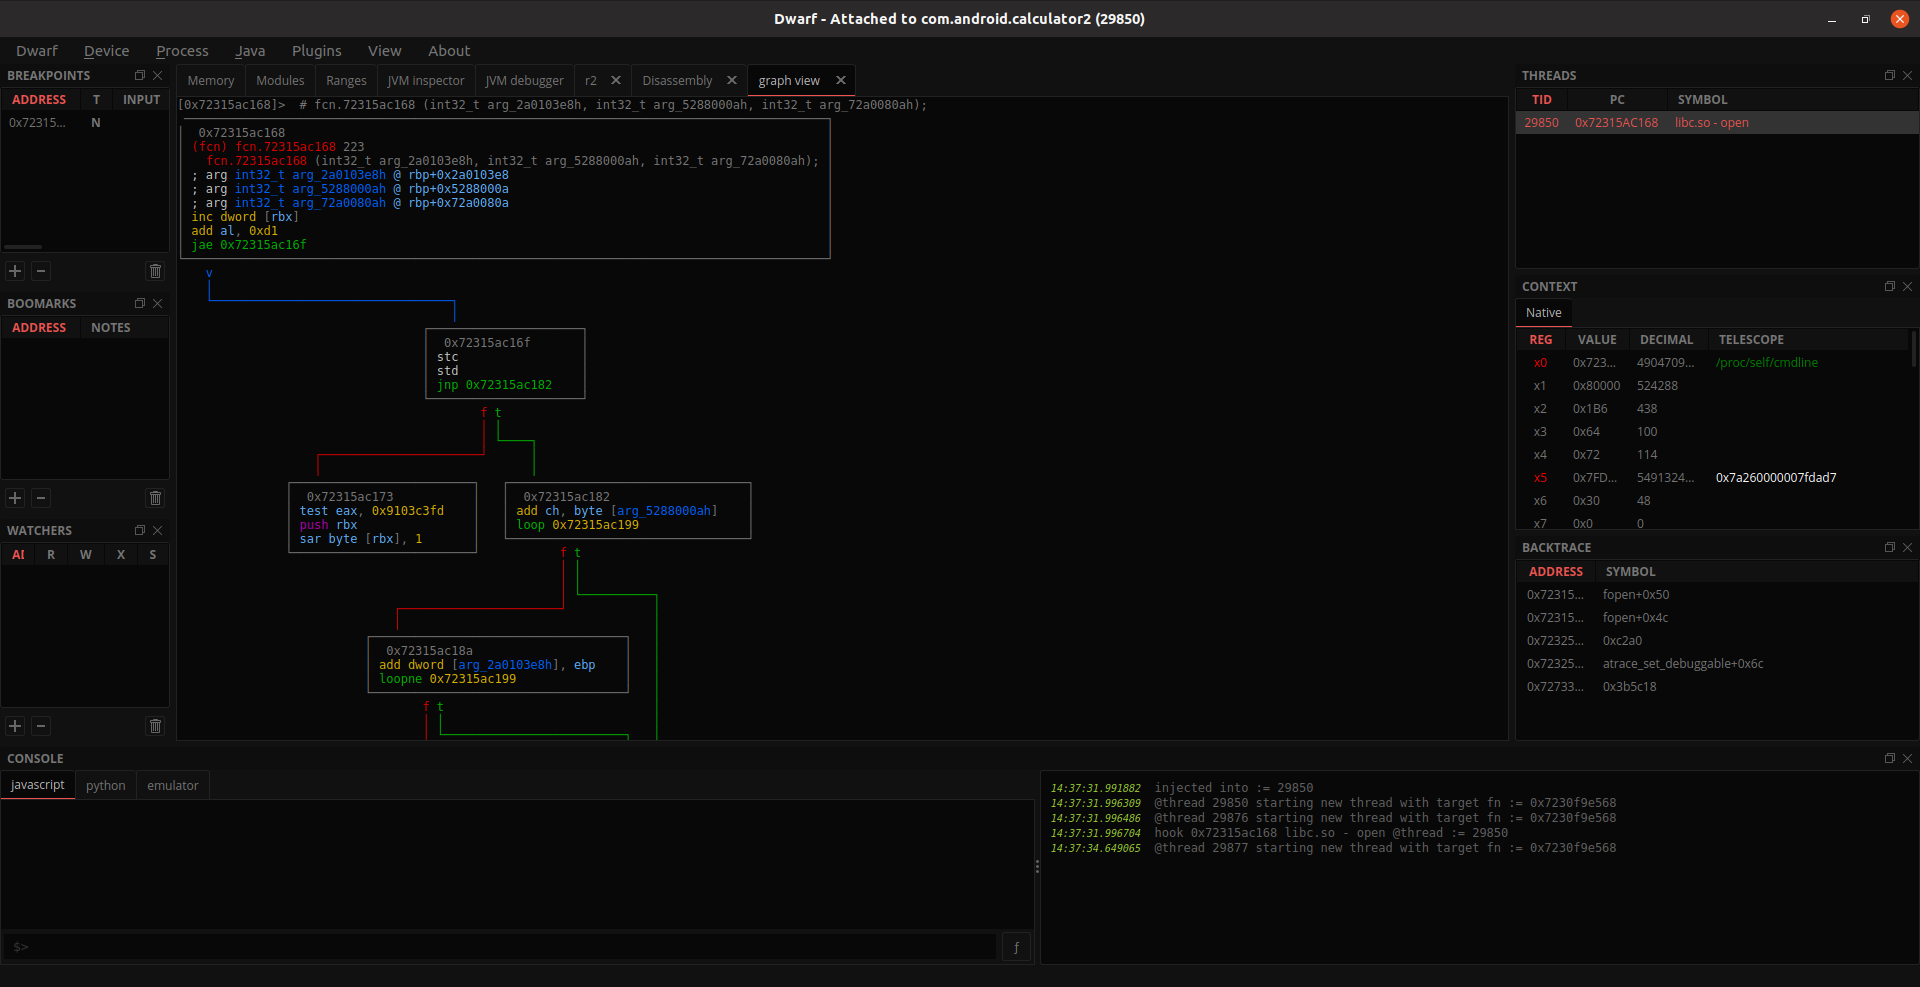 Dwarf - Attached to com.android.calculator2 (29850)
Dwarf Device Process Java Plugins View About
BREAKPOINTS
ADDRESS T INPUT
0x72315... N
BOOMARKS
ADDRESS NOTES
WATCHERS
AI R W X S
Memory Modules Ranges JVM inspector JVM debugger r2 Disassembly graph view
[0x72315ac168]> # fcn.72315ac168 (int32_t arg_2a0103e8h, int32_t arg_5288000ah, int32_t arg_72a0080ah);
0x72315ac168
(fcn) fcn.72315ac168 223
fcn.72315ac168 (int32_t arg_2a0103e8h, int32_t arg_5288000ah, int32_t arg_72a0080ah);
; arg int32_t arg_2a0103e8h @ rbp+0x2a0103e8
; arg int32_t arg_5288000ah @ rbp+0x5288000a
; arg int32_t arg_72a0080ah @ rbp+0x72a0080a
inc dword [rbx]
add al, 0xd1
jae 0x72315ac16f
v
0x72315ac16f
stc
std
jnp 0x72315ac182
f t
0x72315ac173
test eax, 0x9103c3fd
push rbx
sar byte [rbx], 1
0x72315ac182
add ch, byte [arg_5288000ah]
loop 0x72315ac199
f t
0x72315ac18a
add dword [arg_2a0103e8h], ebp
loopne 0x72315ac199
f t
THREADS
TID PC SYMBOL
29850 0x72315AC168 libc.so - open
CONTEXT
Native
REG VALUE DECIMAL TELESCOPE
x0 0x723... 4904709... /proc/self/cmdline
x1 0x80000 524288
x2 0x1B6 438
x3 0x64 100
x4 0x72 114
x5 0x7FD... 5491324... 0x7a260000007fdad7
x6 0x30 48
x7 0x0 0
BACKTRACE
ADDRESS SYMBOL
0x72315... fopen+0x50
0x72315... fopen+0x4c
0x72325... 0xc2a0
0x72325... atrace_set_debuggable+0x6c
0x72733... 0x3b5c18
CONSOLE
javascript python emulator
$>
ƒ
14:37:31.991882 injected into := 29850
14:37:31.996309 @thread 29850 starting new thread with target fn := 0x7230f9e568
14:37:31.996486 @thread 29876 starting new thread with target fn := 0x7230f9e568
14:37:31.996704 hook 0x72315ac168 libc.so - open @thread := 29850
14:37:34.649065 @thread 29877 starting new thread with target fn := 0x7230f9e568